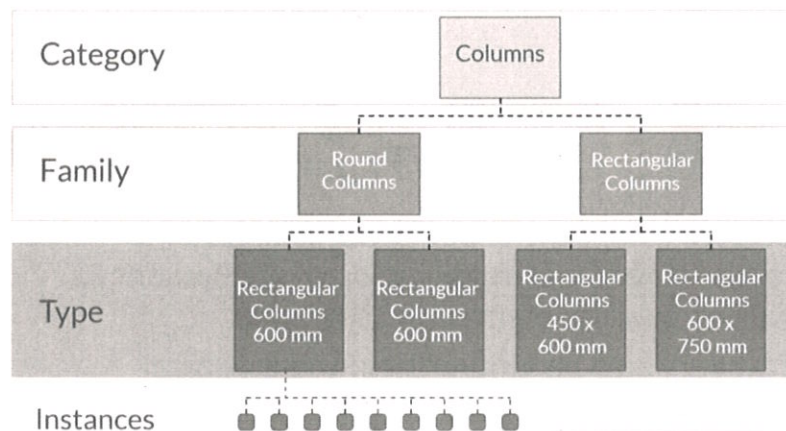 Category
Columns
Family
Round
Columns
Rectangular
Columns
Type
Rectangular
Columns
600 mm
Rectangular
Columns
600 mm
Rectangular
Columns
450 x
600 mm
Rectangular
Columns
600 x
750 mm
Instances